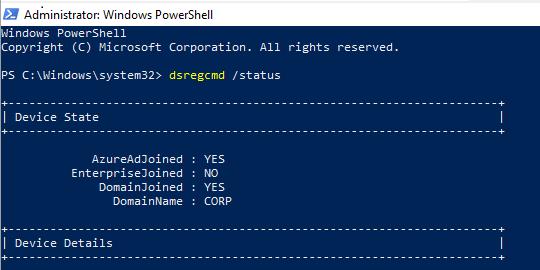 Administrator: Windows PowerShell
Windows PowerShell
Copyright (C) Microsoft Corporation. All rights reserved.
PS C:\Windows\system32> dsregcmd /status
+----------------------------------------------------------------------+
| Device State                                                         |
+----------------------------------------------------------------------+
AzureAdJoined : YES
EnterpriseJoined : NO
DomainJoined : YES
DomainName : CORP
+----------------------------------------------------------------------+
| Device Details                                                       |
+----------------------------------------------------------------------+